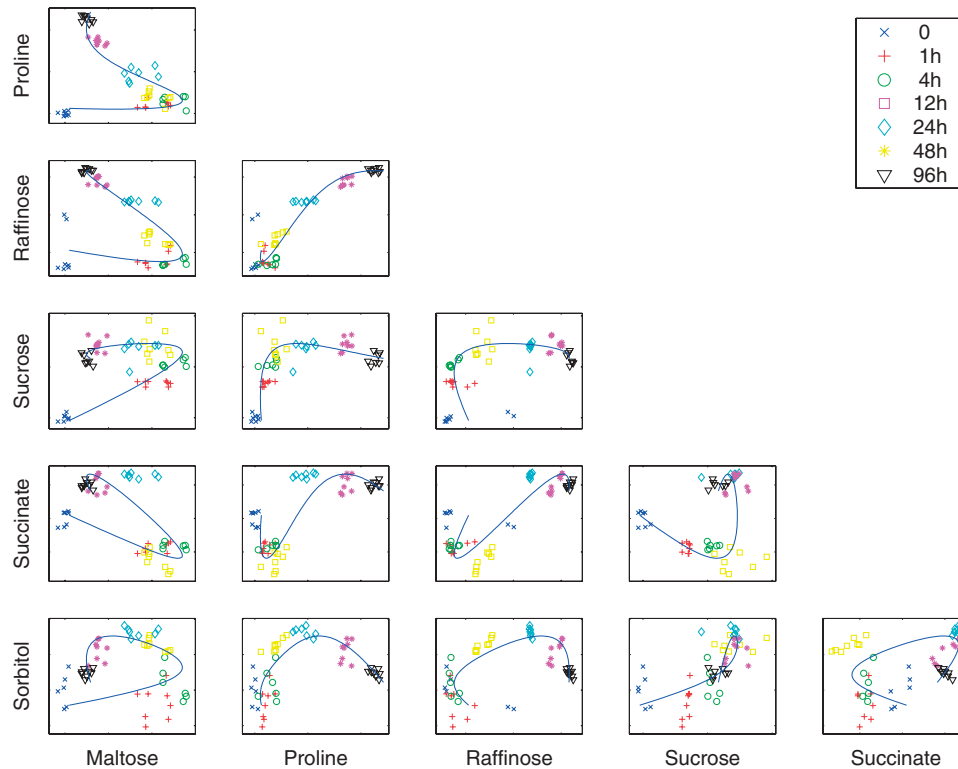 0
1h
4h
12h
24h
48h
96h
Proline
Raffinose
Sucrose
Succinate
Sorbitol
Maltose
Proline
Raffinose
Sucrose
Succinate